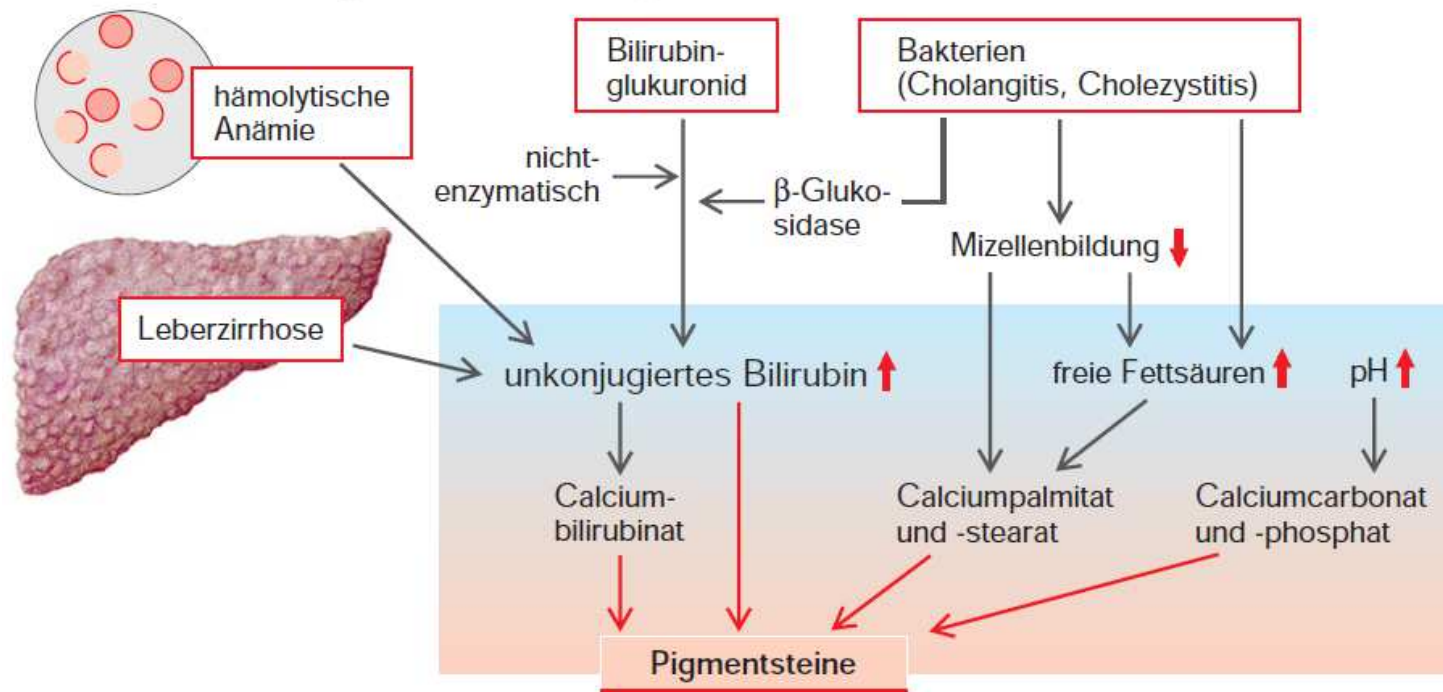 hämolytische
Anämie
Bilirubin-
glukuronid
Bakterien
(Cholangitis, Cholezystitis)
nicht-
enzymatisch
β-Gluko-
sidase
Mizellenbildung
Leberzirrhose
unkonjugiertes Bilirubin
freie Fettsäuren
pH
Calcium-
bilirubinat
Calciumpalmitat
und -stearat
Calciumcarbonat
und -phosphat
Pigmentsteine